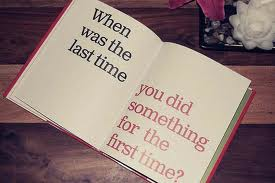 When
was the
last time
you did
something
for the
first time?